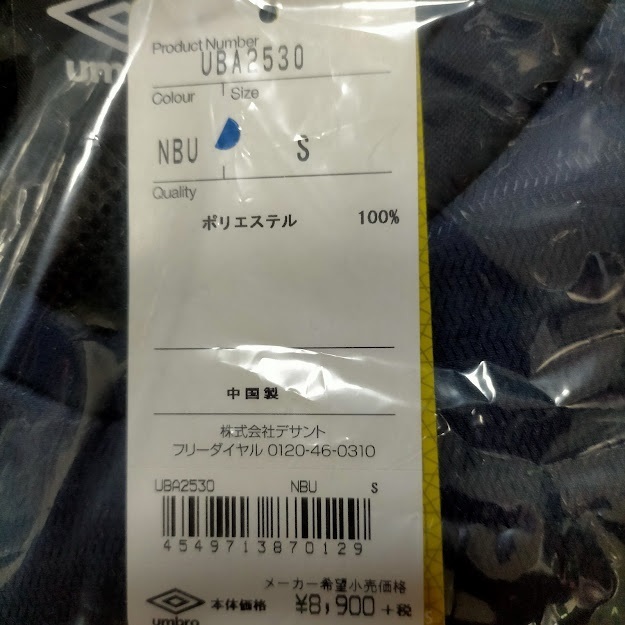 umbro
Product Number
UBA2530
Colour Size
NBU S
Quality
ポリエステル 100%
中国製
株式会社デサント
フリーダイヤル 0120-46-0310
UBA2530 NBU S
4549713870129
メーカー希望小売価格
umbro 本体価格 ¥8,900+税